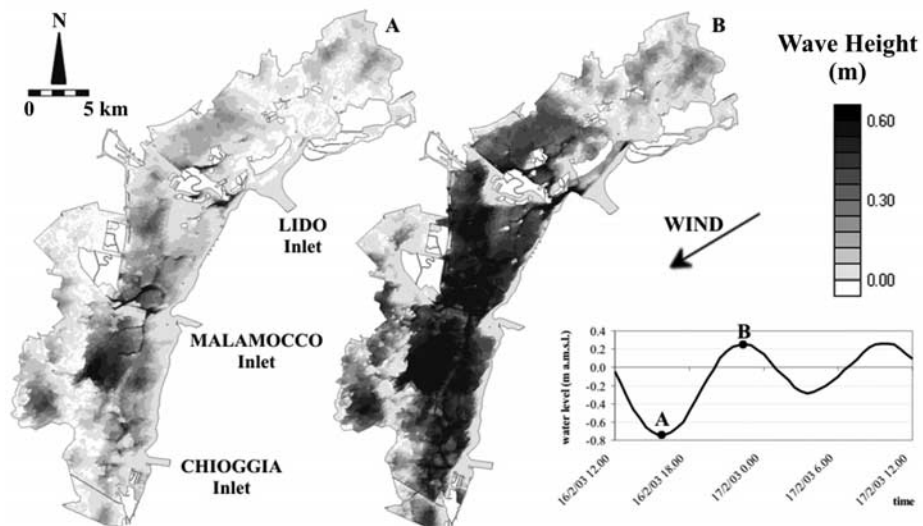 N
0 5 km
A
B
Wave Height
(m)
0.60
0.30
0.00
LIDO
Inlet
WIND
MALAMOCCO
Inlet
CHIOGGIA
Inlet
water level (m a.m.s.l.)
0.4
0.2
0.0
-0.2
-0.4
-0.6
-0.8
A
B
16/2/03 12.00
16/2/03 18.00
17/2/03 0.00
17/2/03 6.00
17/2/03 12.00
time